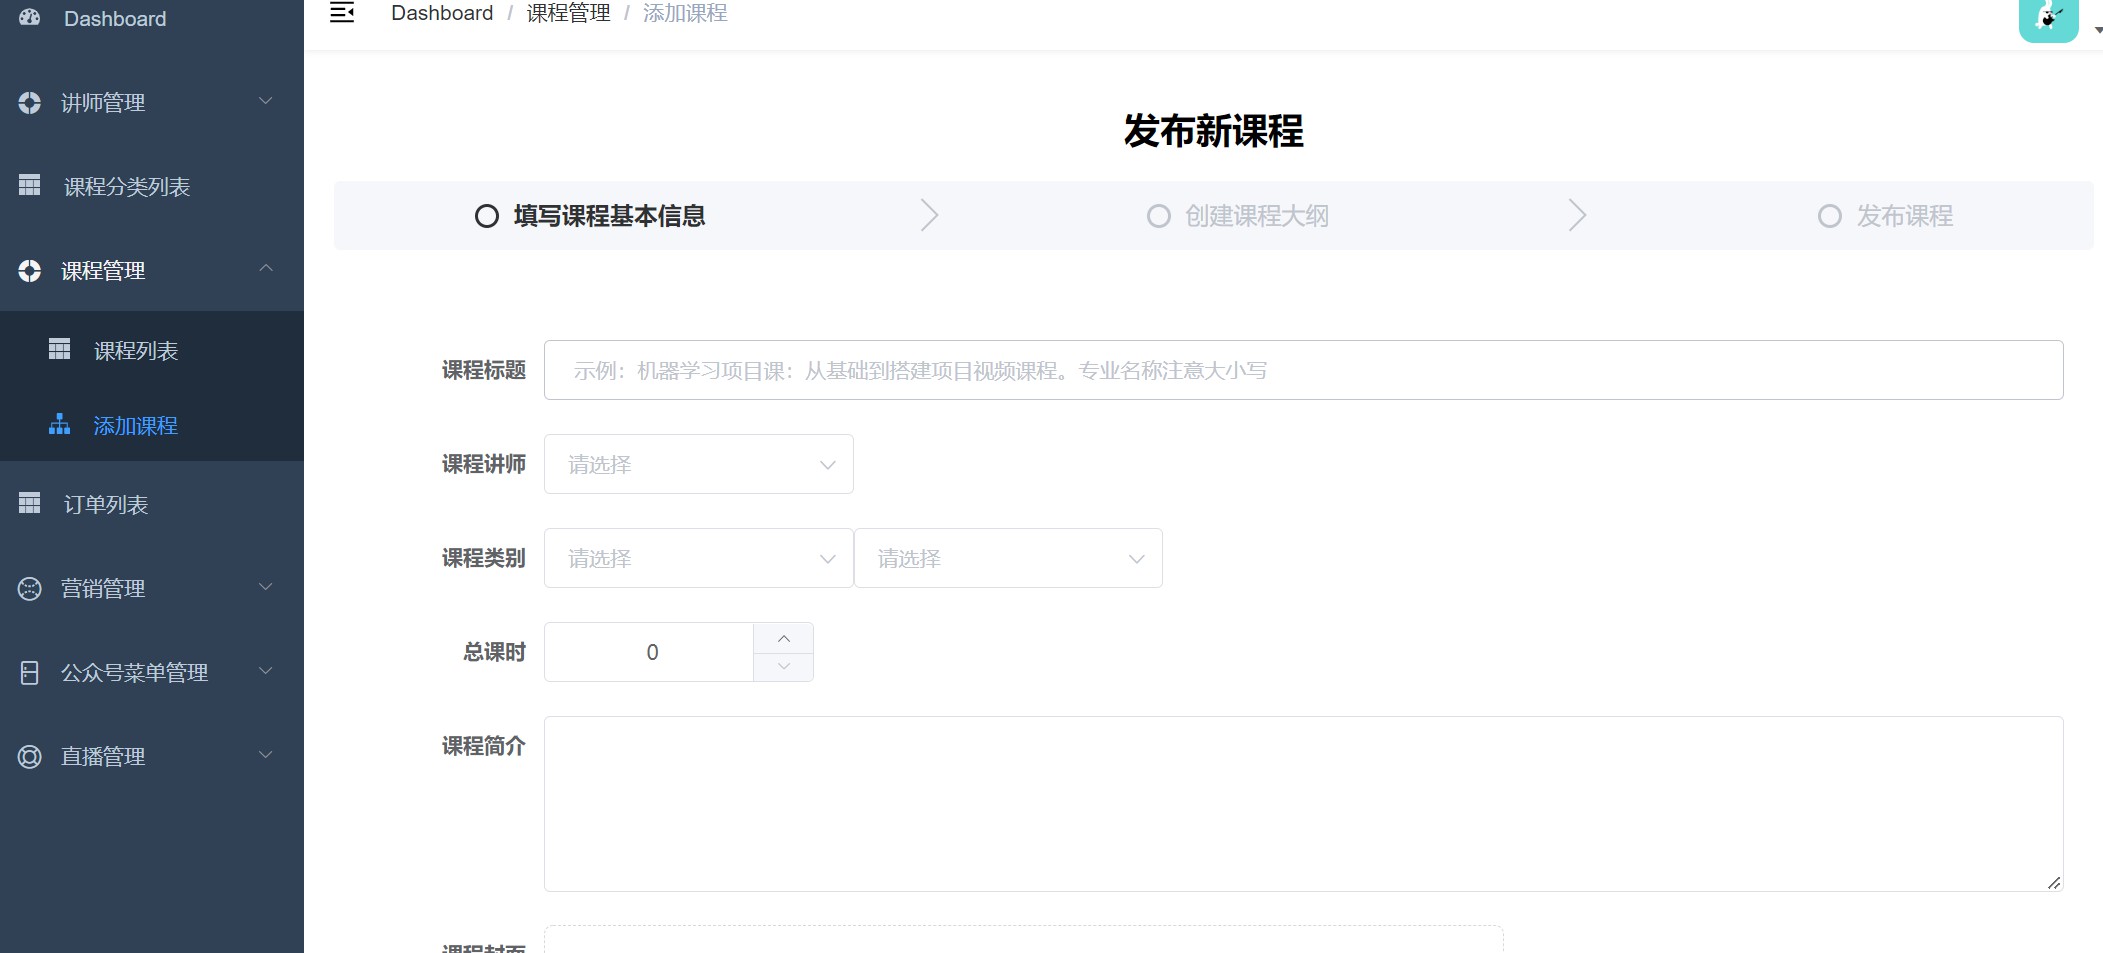 Dashboard
讲师管理
课程分类列表
课程管理
课程列表
添加课程
订单列表
营销管理
公众号菜单管理
直播管理
Dashboard / 课程管理 / 添加课程
发布新课程
填写课程基本信息
创建课程大纲
发布课程
课程标题 示例：机器学习项目课：从基础到搭建项目视频课程。专业名称注意大小写
课程讲师 请选择
课程类别 请选择 请选择
总课时 0
课程简介
课程封面